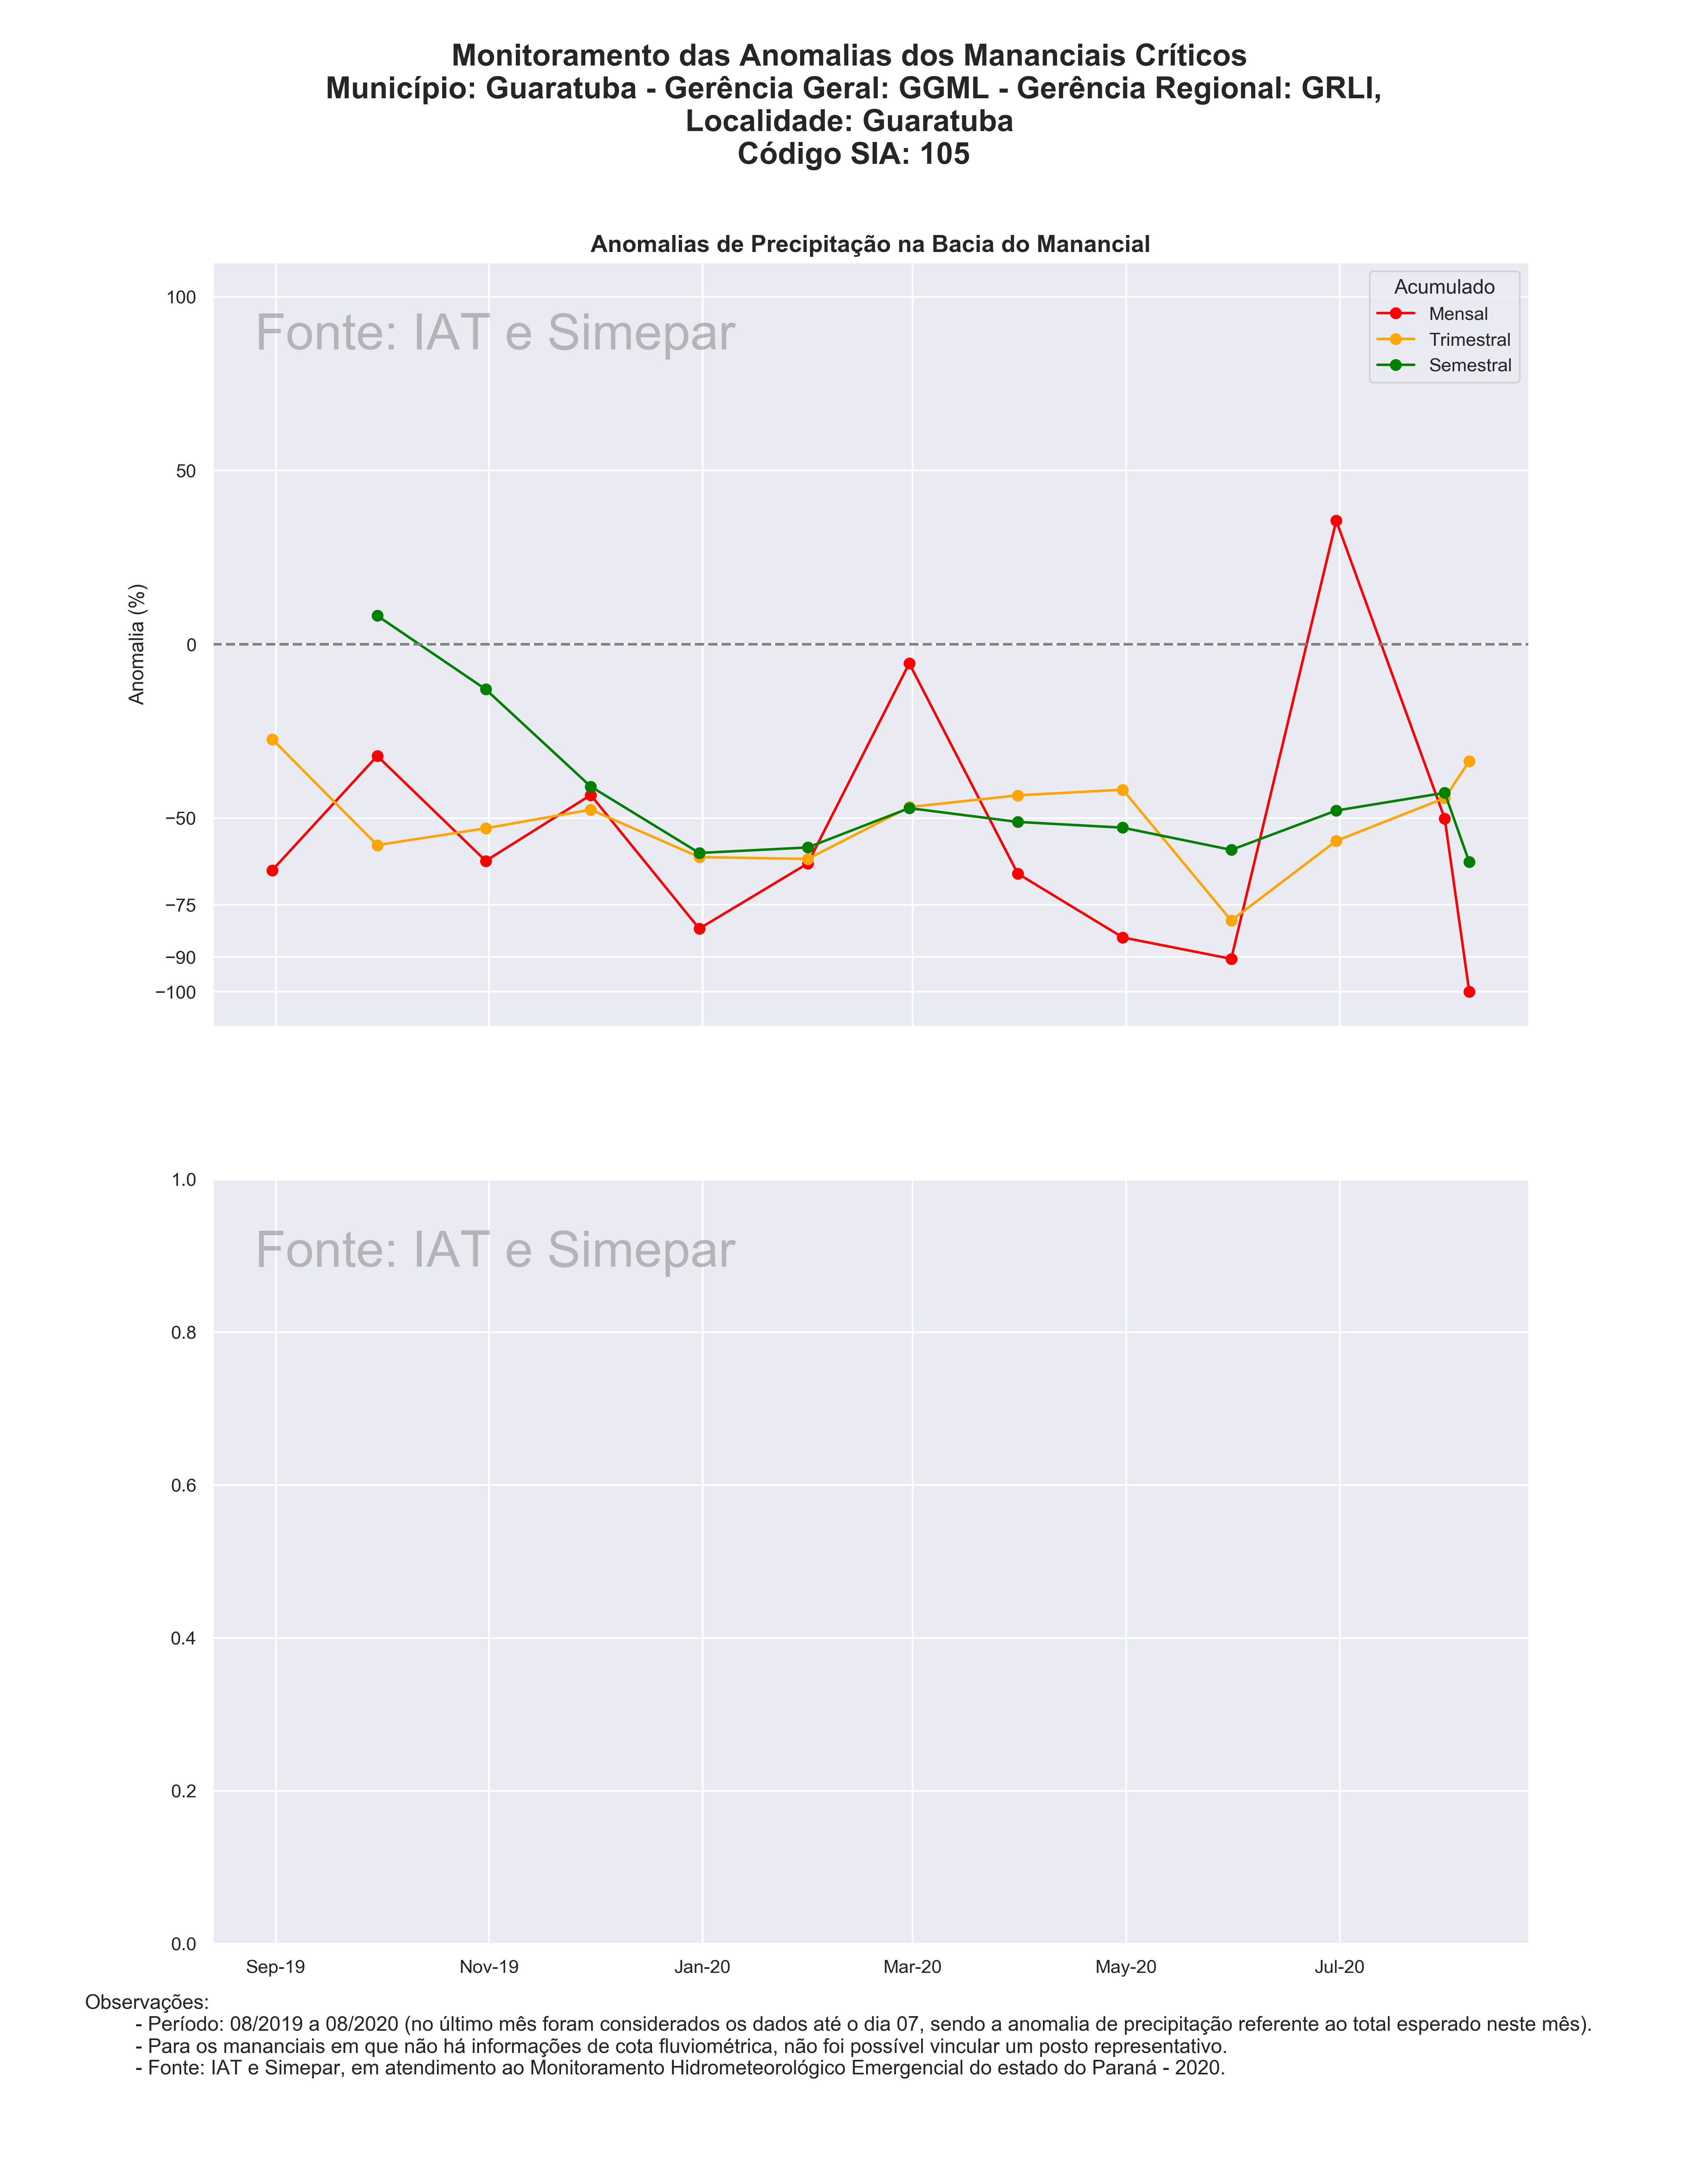 Monitoramento das Anomalias dos Mananciais Críticos
Município: Guaratuba - Gerência Geral: GGML - Gerência Regional: GRLI,
Localidade: Guaratuba
Código SIA: 105
Anomalias de Precipitação na Bacia do Manancial
Fonte: IAT e Simepar
Acumulado
Mensal
Trimestral
Semestral
Anomalia (%)
100
50
0
−50
−75
−90
−100
Fonte: IAT e Simepar
1.0
0.8
0.6
0.4
0.2
0.0
Sep-19 Nov-19 Jan-20 Mar-20 May-20 Jul-20
Observações:
- Período: 08/2019 a 08/2020 (no último mês foram considerados os dados até o dia 07, sendo a anomalia de precipitação referente ao total esperado neste mês).
- Para os mananciais em que não há informações de cota fluviométrica, não foi possível vincular um posto representativo.
- Fonte: IAT e Simepar, em atendimento ao Monitoramento Hidrometeorológico Emergencial do estado do Paraná - 2020.